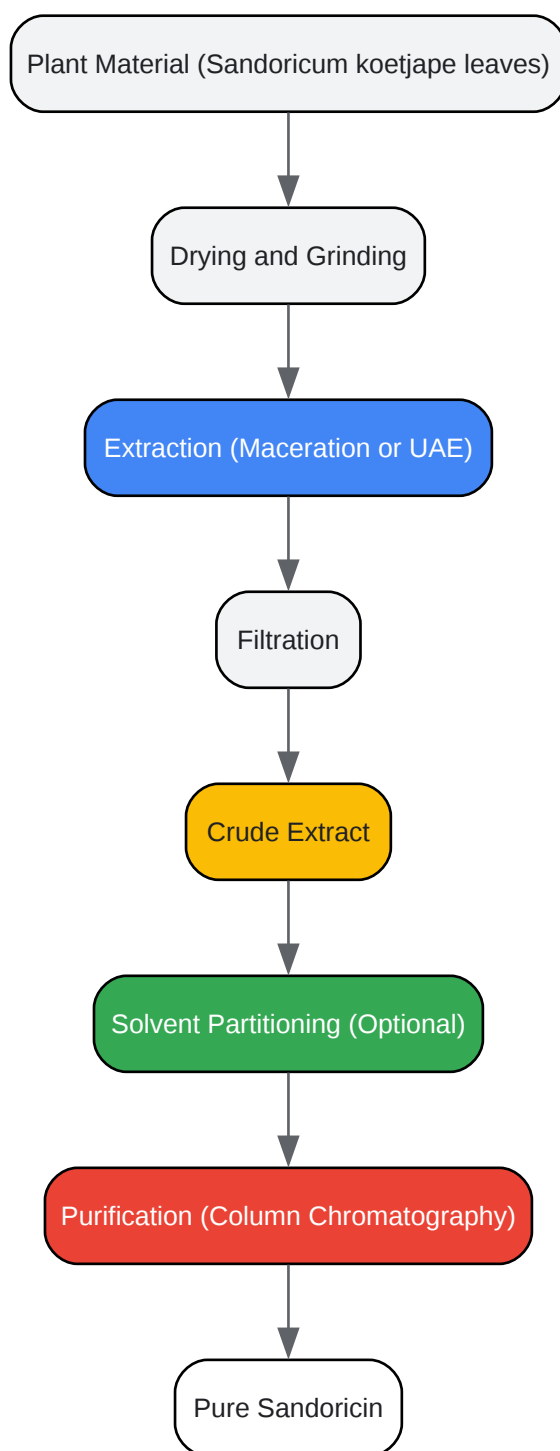 Plant Material (Sandoricum koetjape leaves)
Drying and Grinding
Extraction (Maceration or UAE)
Filtration
Crude Extract
Solvent Partitioning (Optional)
Purification (Column Chromatography)
Pure Sandoricin